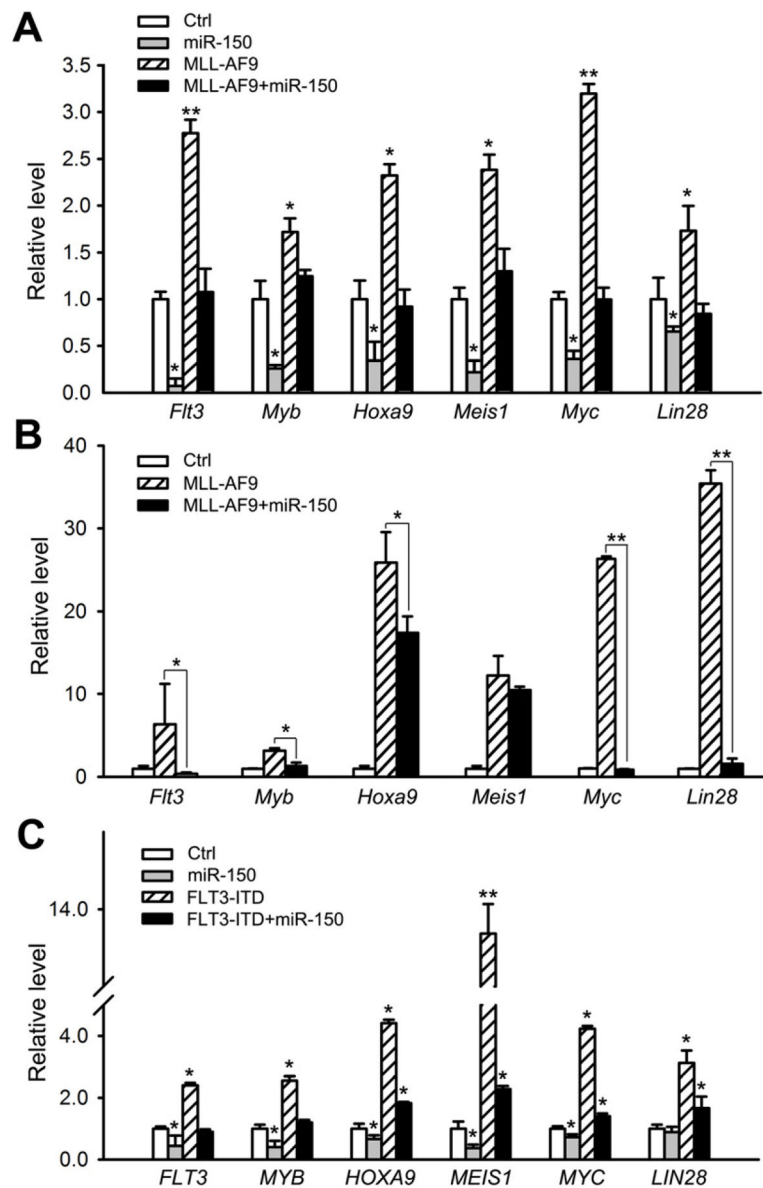 A
Ctrl
miR-150
MLL-AF9
MLL-AF9+miR-150
Relative level
3.5
3.0
2.5
2.0
1.5
1.0
0.5
0.0
** * * * ** *
* * * * * *
Flt3 Myb Hoxa9 Meis1 Myc Lin28
B
Ctrl
MLL-AF9
MLL-AF9+miR-150
Relative level
40
30
20
10
0
* * * ** **
Flt3 Myb Hoxa9 Meis1 Myc Lin28
C
Ctrl
miR-150
FLT3-ITD
FLT3-ITD+miR-150
Relative level
14.0
4.0
2.0
0.0
* * * ** * *
* * * * * * * * *
FLT3 MYB HOXA9 MEIS1 MYC LIN28